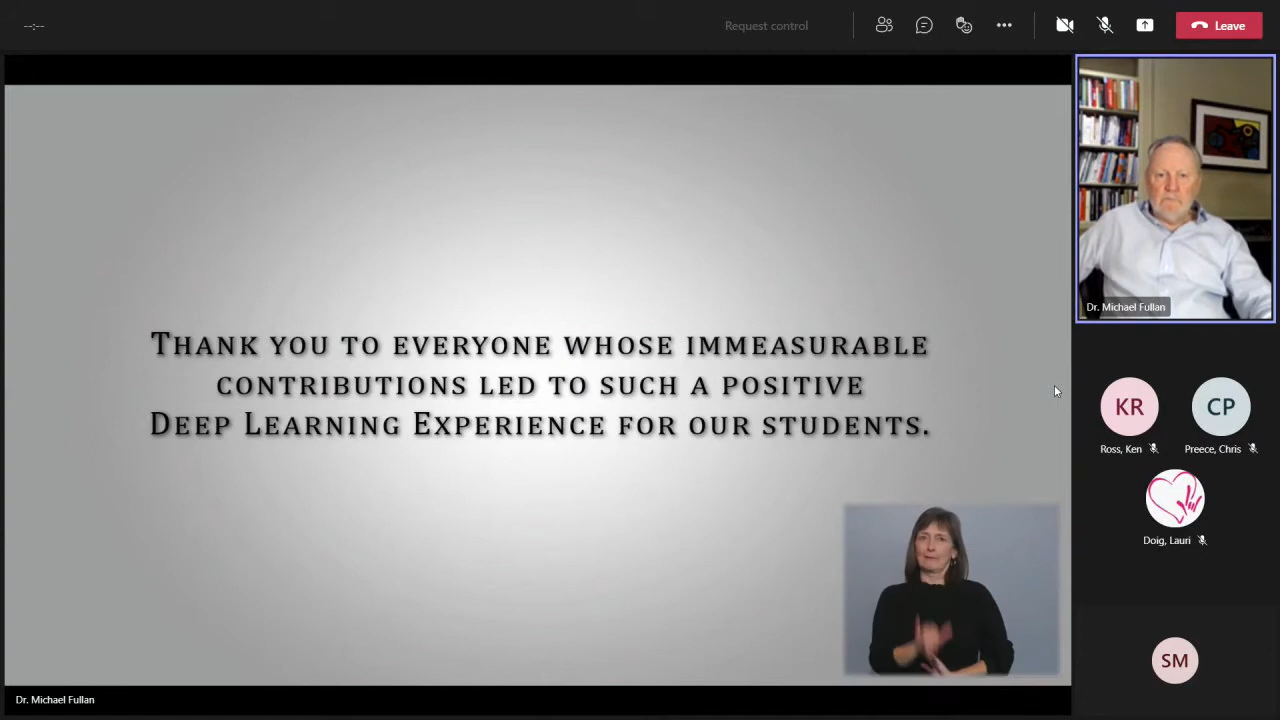 --:--
Request control
Leave
THANK YOU TO EVERYONE WHOSE IMMEASURABLE
CONTRIBUTIONS LED TO SUCH A POSITIVE
DEEP LEARNING EXPERIENCE FOR OUR STUDENTS.
Dr. Michael Fullan
KR
CP
Ross, Ken
Preece, Chris
Doig, Lauri
SM
Dr. Michael Fullan